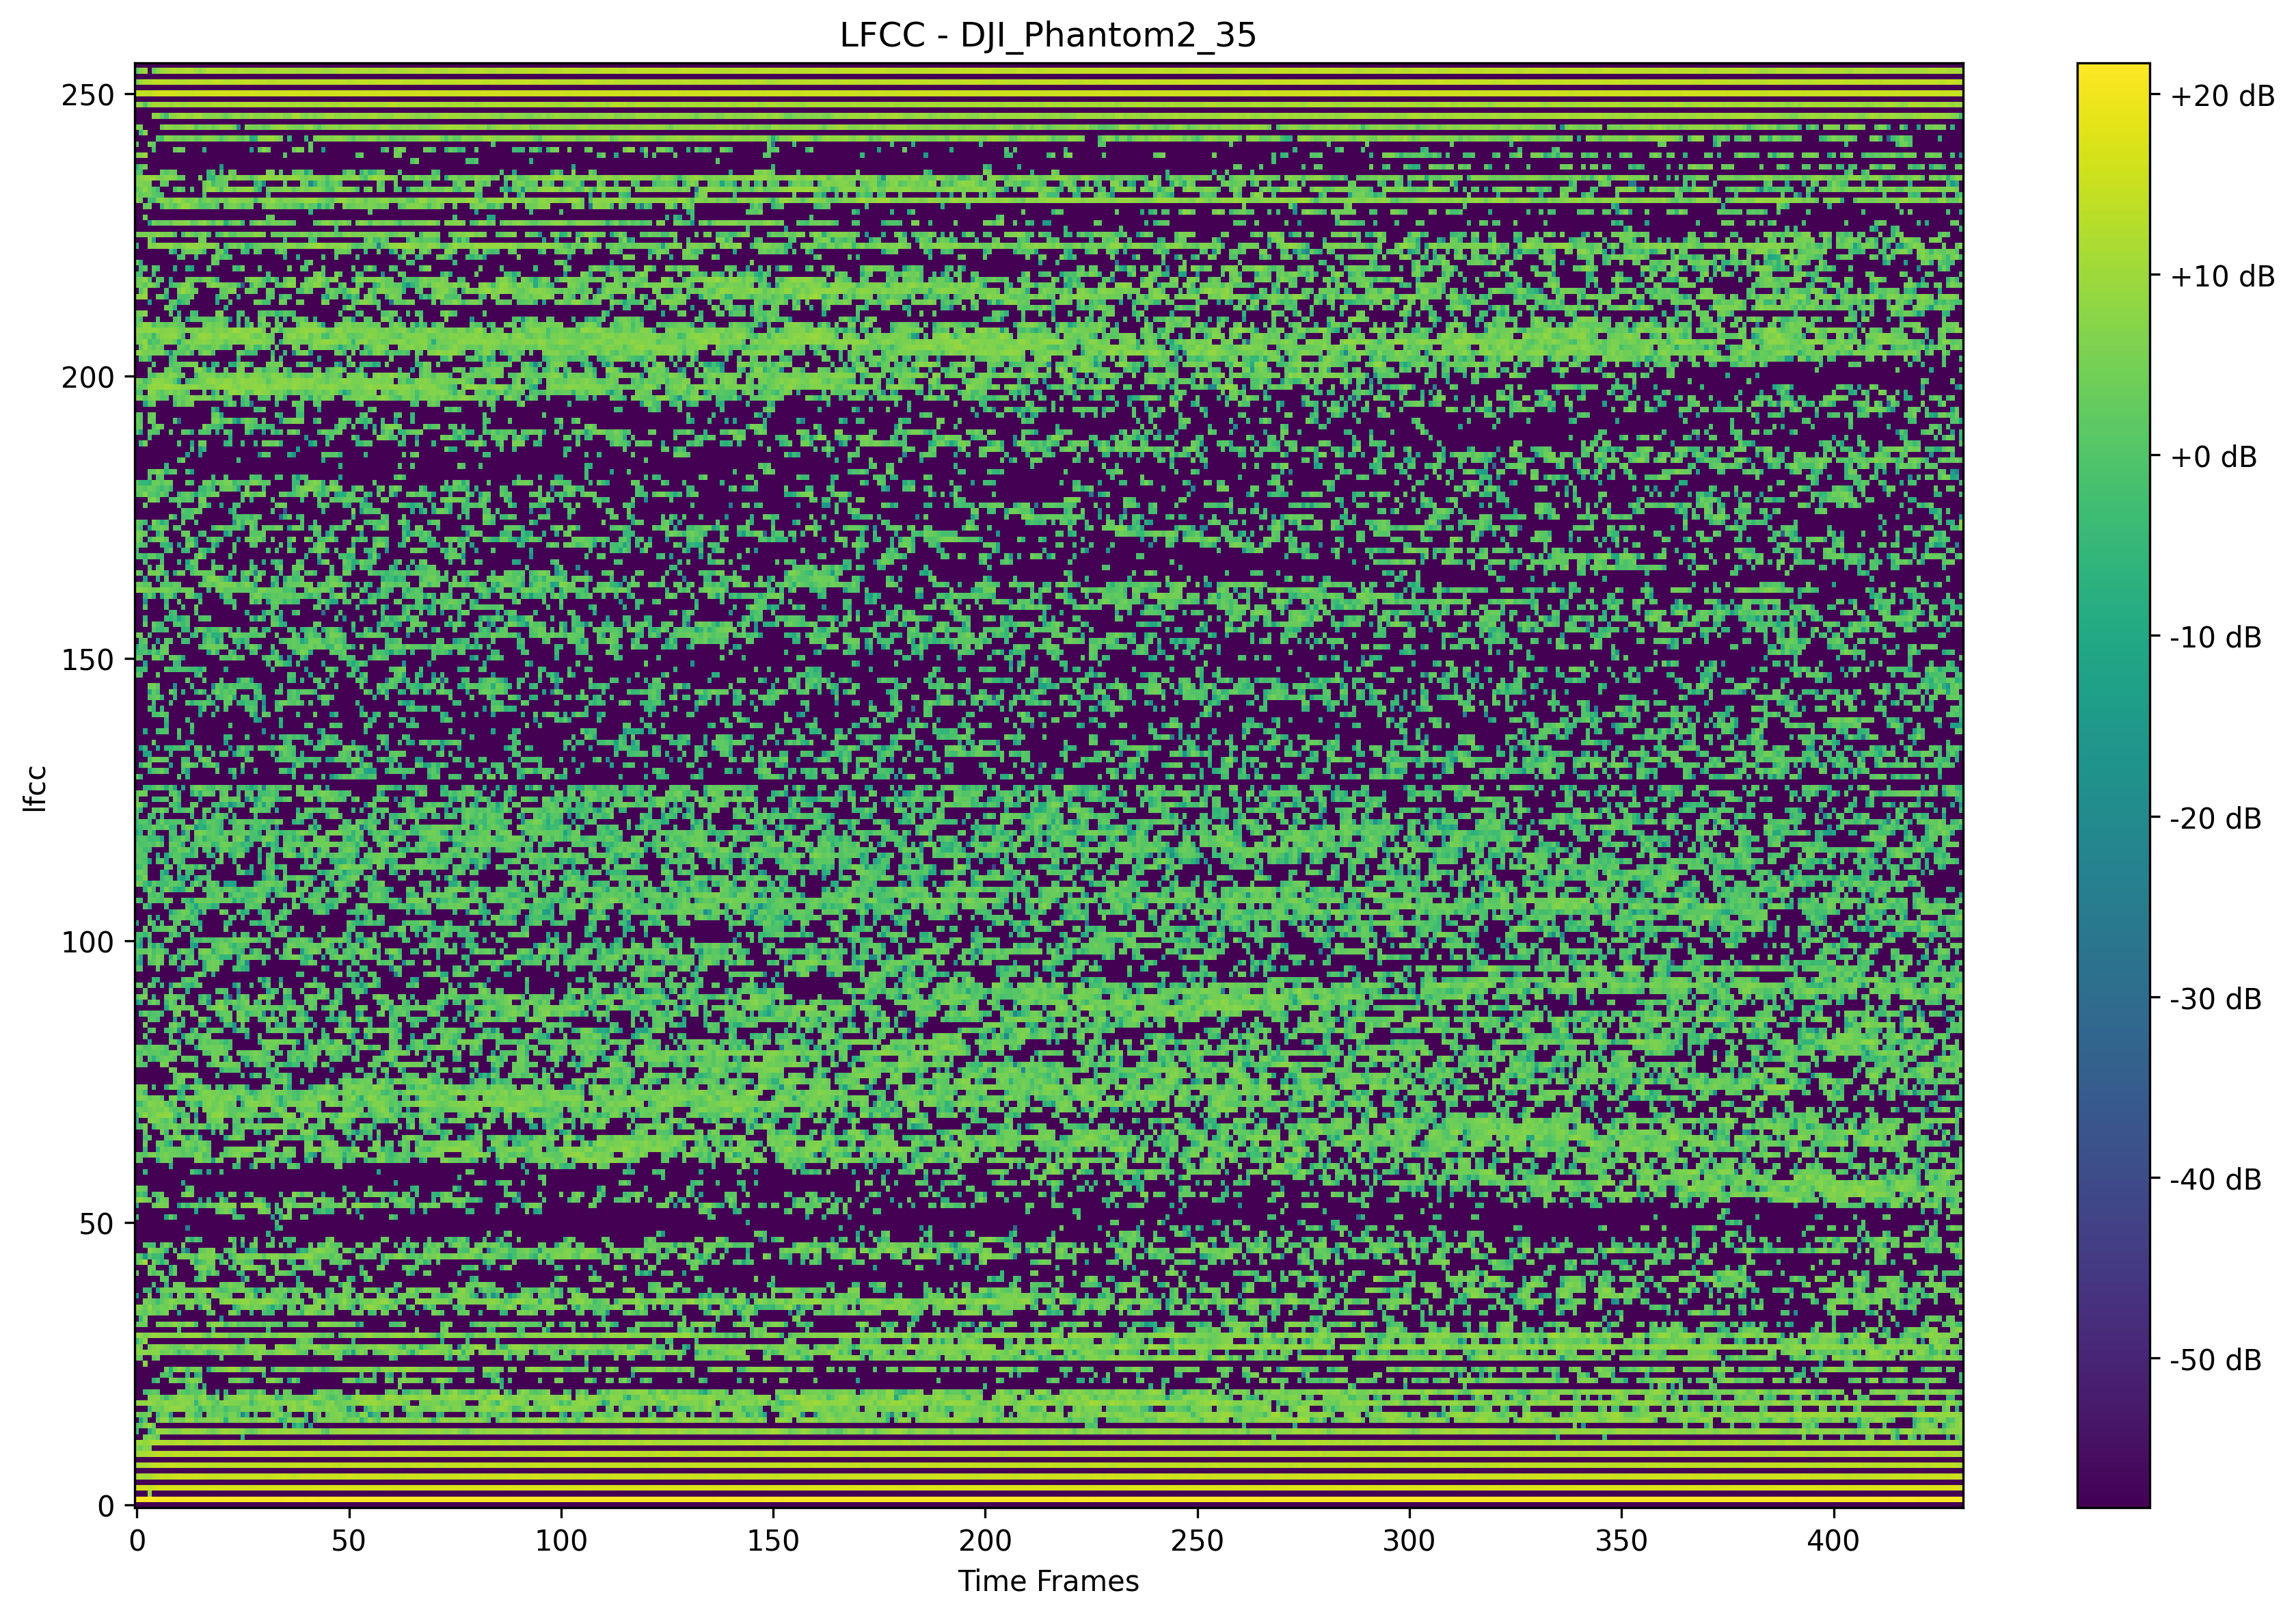 LFCC - DJI_Phantom2_35
250
200
150
100
50
0
lfcc
0 50 100 150 200 250 300 350 400
Time Frames
+20 dB
+10 dB
+0 dB
-10 dB
-20 dB
-30 dB
-40 dB
-50 dB